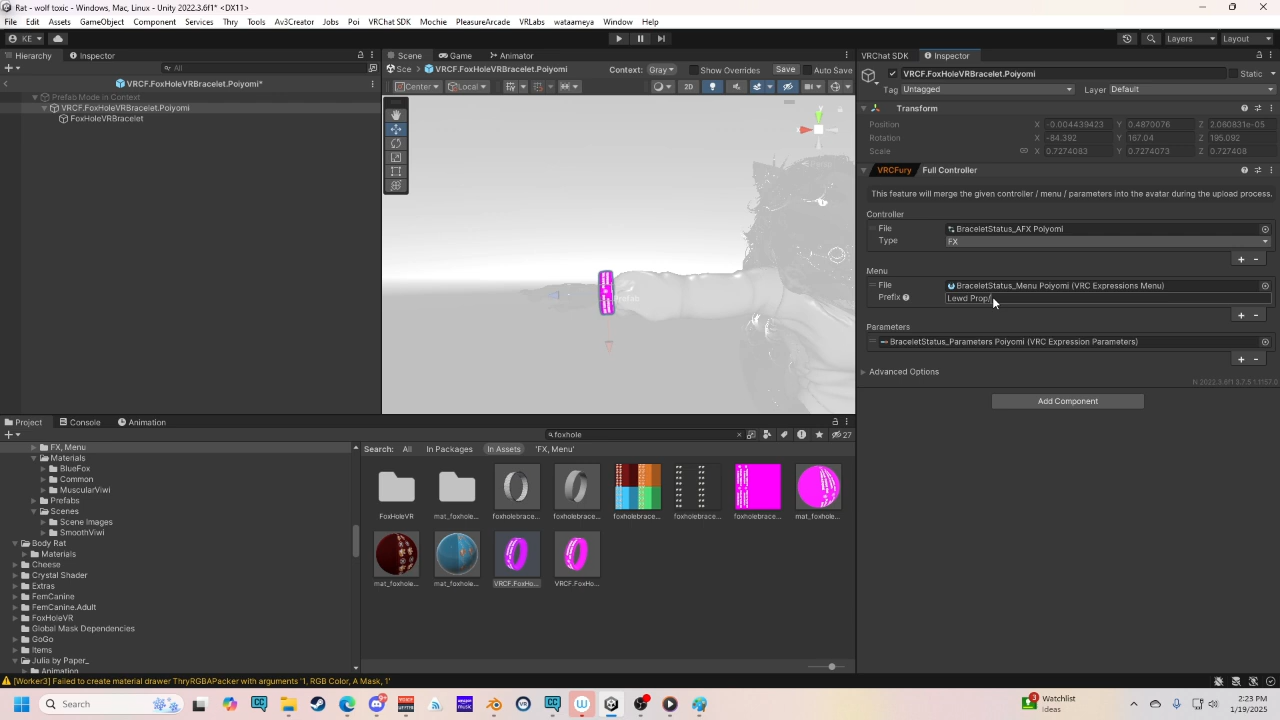 Rat - wolf toxic - Windows, Mac, Linux - Unity 2022.3.6f1* <DX11>
File Edit Assets GameObject Component Services Thry Tools Av3Creator Jobs Poi VRChat SDK Mochie PleasureArcade VRLabs wataameya Window Help
KE Layers Layout
Hierarchy Inspector
All
VRCF.FoxHoleVRBracelet.Poiyomi*
Prefab Mode in Context
VRCF.FoxHoleVRBracelet.Poiyomi
FoxHoleVRBracelet
Scene Game Animator
Sce VRCF.FoxHoleVRBracelet.Poiyomi Context: Gray Show Overrides Save Auto Save
Center Local 2D
Prefab
VRChat SDK Inspector
VRCF.FoxHoleVRBracelet.Poiyomi Static
Tag Untagged Layer Default
Transform
Position X -0.004439423 Y 0.4870076 Z 2.080831e-05
Rotation X -84.392 Y 167.04 Z 195.092
Scale X 0.7274083 Y 0.7274073 Z 0.727408
VRCFury Full Controller
This feature will merge the given controller / menu / parameters into the avatar during the upload process.
Controller
File BraceletStatus_AFX Poiyomi
Type FX
Menu
File BraceletStatus_Menu Poiyomi (VRC Expressions Menu)
Prefix Lewd Prop/
Parameters
BraceletStatus_Parameters Poiyomi (VRC Expression Parameters)
Advanced Options
Add Component
Project Console Animation
foxhole 27
Search: All In Packages In Assets 'FX, Menu'
FX, Menu
Materials
BlueFox
Common
MuscularViwi
Prefabs
Scenes
Scene Images
SmoothViwi
Body Rat
Materials
Cheese
Crystal Shader
Extras
FemCanine
FemCanine.Adult
FoxHoleVR
Global Mask Dependencies
GoGo
Items
Julia by Paper_
Animation
FoxHoleVR mat_foxhole... foxholebrace... foxholebrace... foxholebrace... foxholebrace... foxholebrace... mat_foxhole...
mat_foxhole... mat_foxhole... VRCF.FoxHo... VRCF.FoxHo...
[Worker3] Failed to create material drawer ThryRGBAPacker with arguments '1, RGB Color, A Mask, 1'
Search
Watchlist
Ideas
2:23 PM
1/29/2025